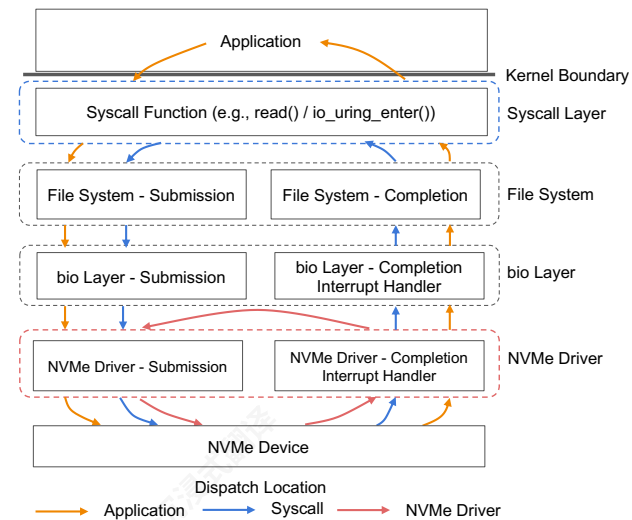 Application
Kernel Boundary
Syscall Function (e.g., read() / io_uring_enter())
Syscall Layer
File System - Submission
File System - Completion
File System
bio Layer - Submission
bio Layer - Completion
Interrupt Handler
bio Layer
NVMe Driver - Submission
NVMe Driver - Completion
Interrupt Handler
NVMe Driver
NVMe Device
Dispatch Location
Application
Syscall
NVMe Driver